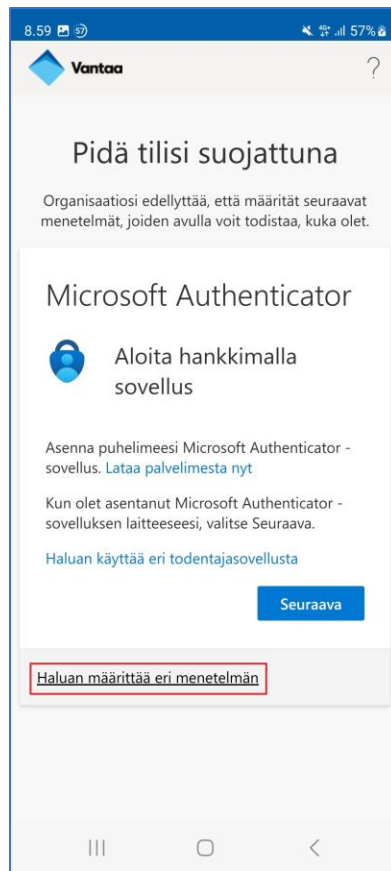 8.59 57 4G+ 57%
Vantaa ?
Pidä tilisi suojattuna
Organisaatiosi edellyttää, että määrität seuraavat
menetelmät, joiden avulla voit todistaa, kuka olet.
Microsoft Authenticator
Aloita hankkimalla
sovellus
Asenna puhelimeesi Microsoft Authenticator -
sovellus. Lataa palvelimesta nyt
Kun olet asentanut Microsoft Authenticator -
sovelluksen laitteeseesi, valitse Seuraava.
Haluan käyttää eri todentajasovellusta
Seuraava
Haluan määrittää eri menetelmän